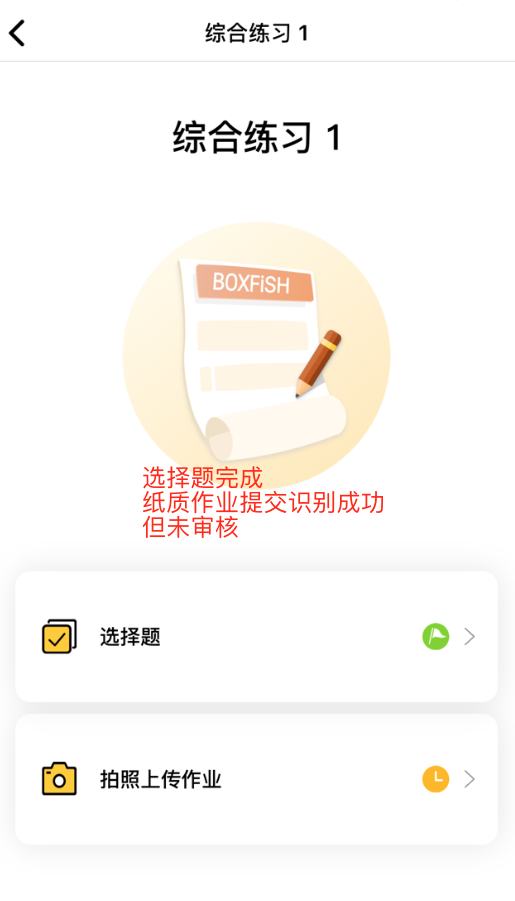 综合练习 1
综合练习 1
BOXFiSH
选择题完成
纸质作业提交识别成功
但未审核
选择题
拍照上传作业